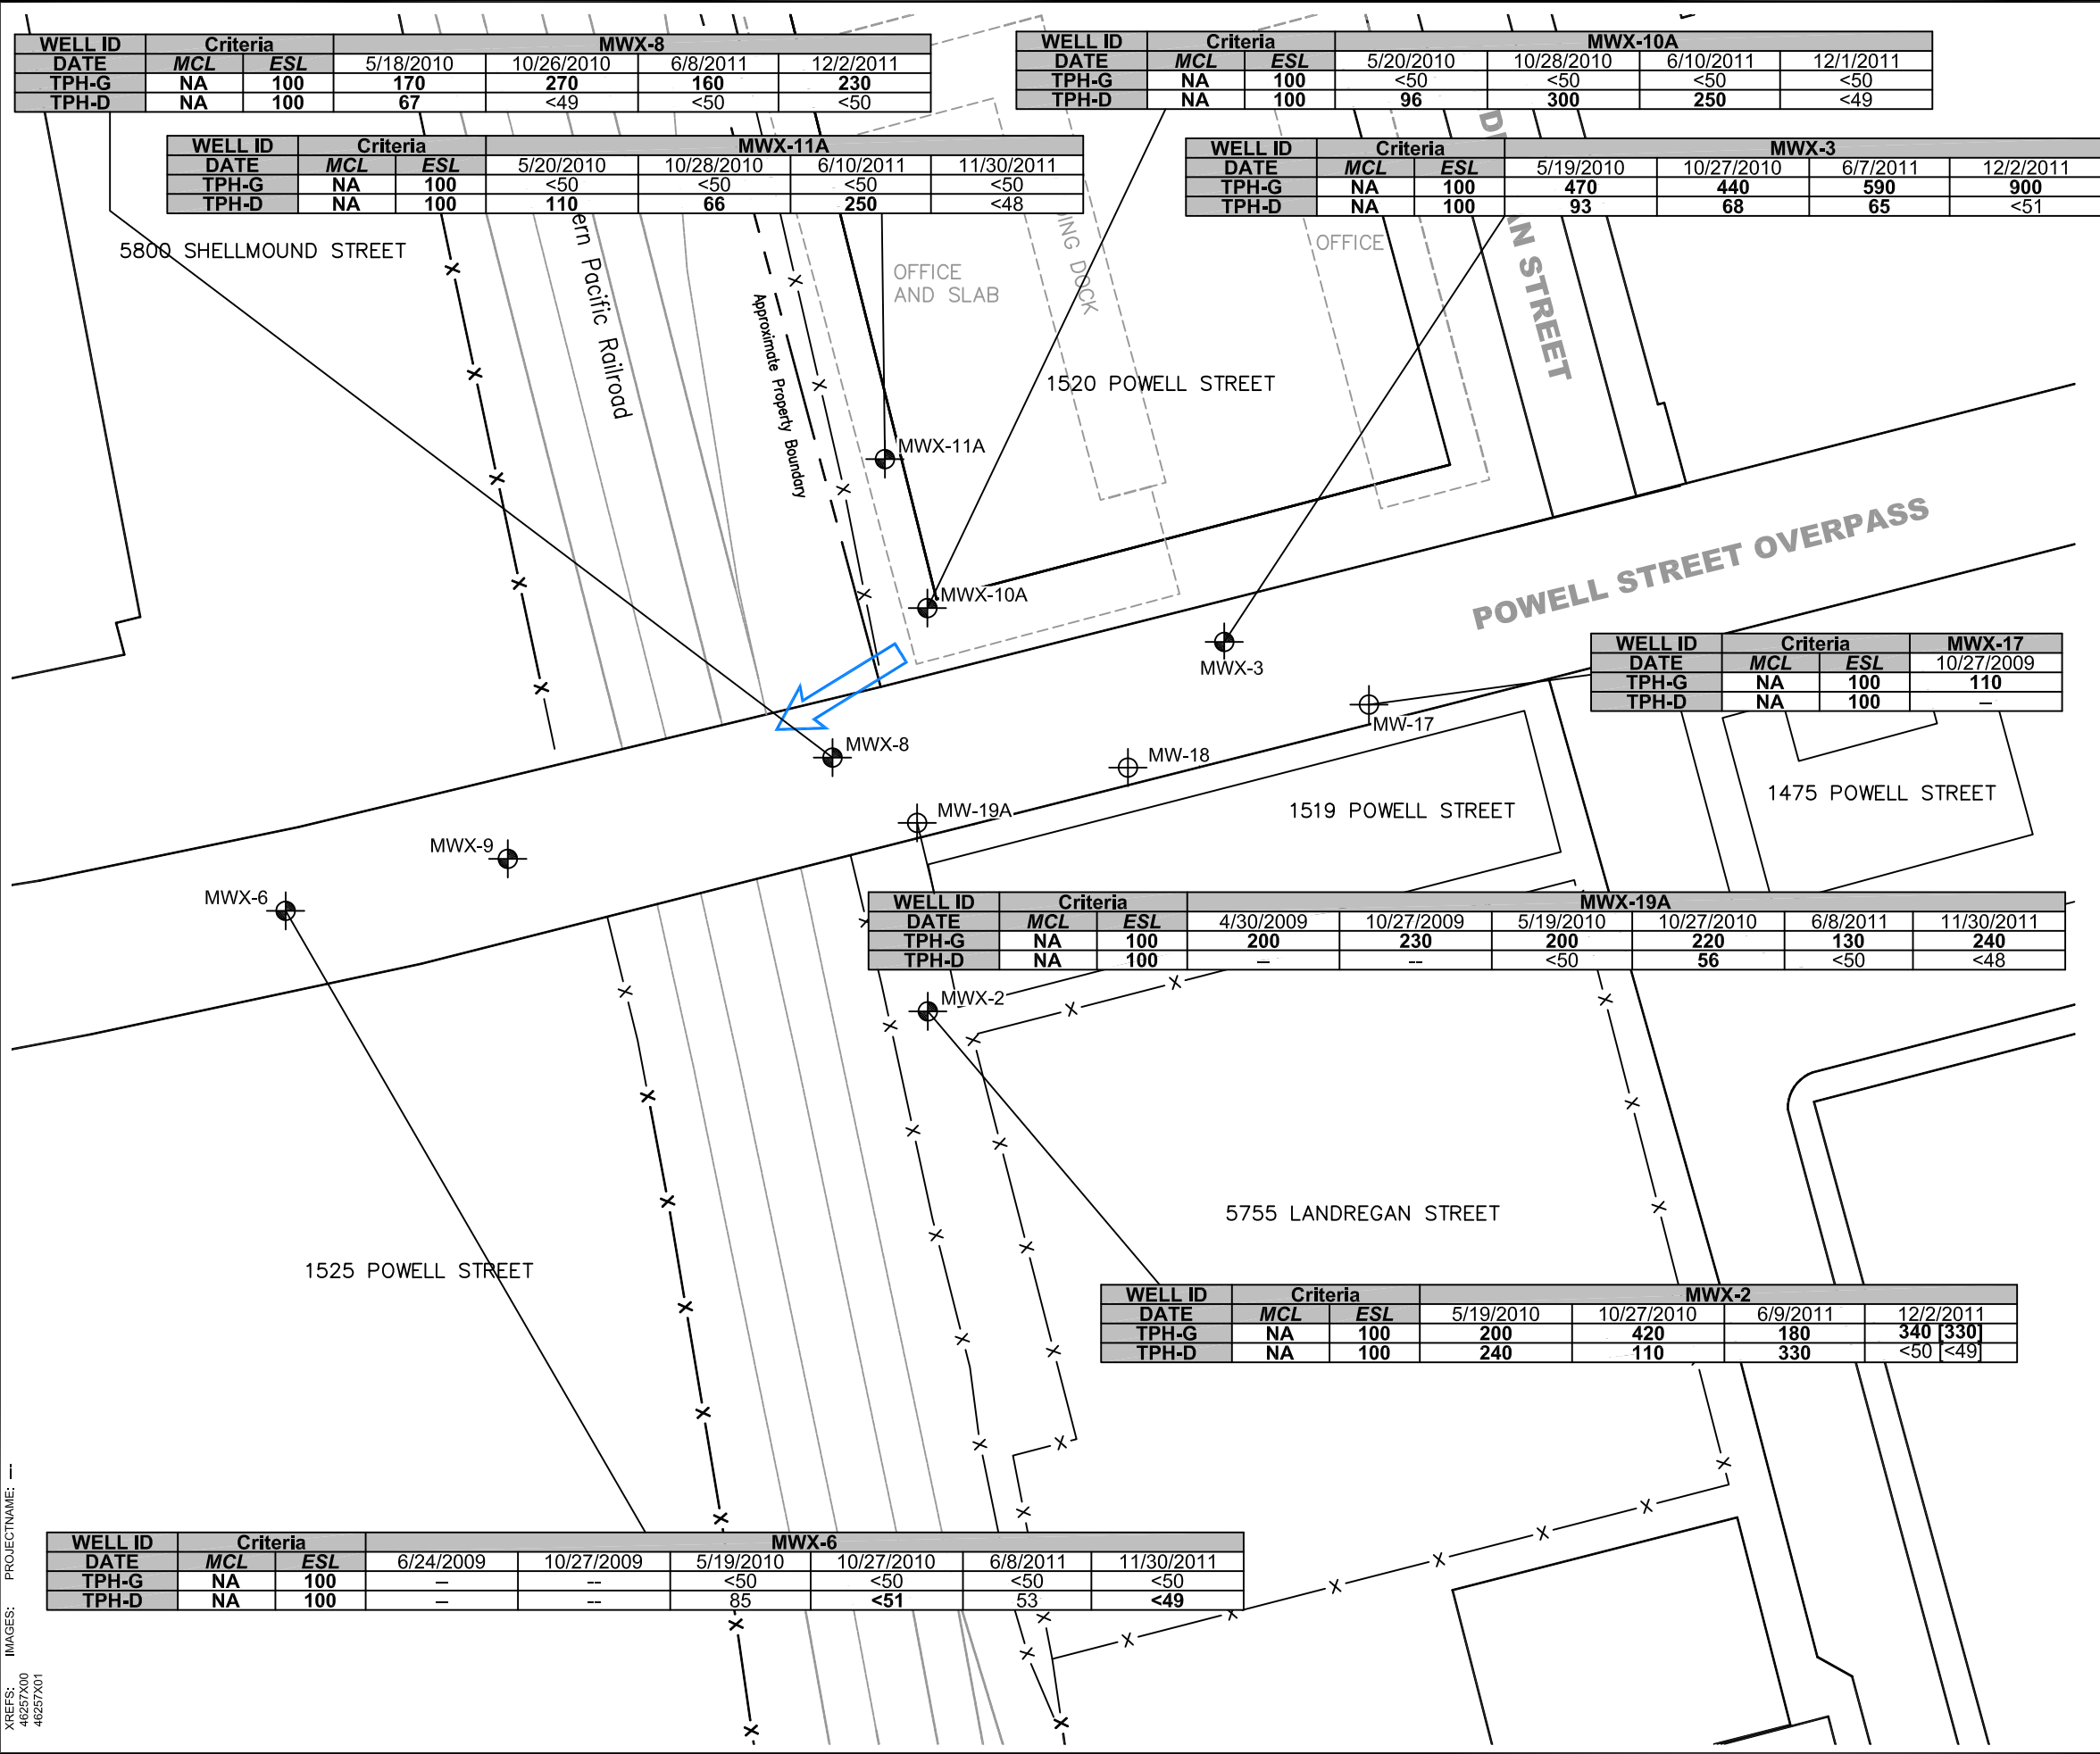 WELL ID Criteria MWX-8
DATE MCL ESL 5/18/2010 10/26/2010 6/8/2011 12/2/2011
TPH-G NA 100 170 270 160 230
TPH-D NA 100 67 <49 <50 <50
WELL ID Criteria MWX-10A
DATE MCL ESL 5/20/2010 10/28/2010 6/10/2011 12/1/2011
TPH-G NA 100 <50 <50 <50 <50
TPH-D NA 100 96 300 250 <49
WELL ID Criteria MWX-11A
DATE MCL ESL 5/20/2010 10/28/2010 6/10/2011 11/30/2011
TPH-G NA 100 <50 <50 <50 <50
TPH-D NA 100 110 66 250 <48
WELL ID Criteria MWX-3
DATE MCL ESL 5/19/2010 10/27/2010 6/7/2011 12/2/2011
TPH-G NA 100 470 440 590 900
TPH-D NA 100 93 68 65 <51
5800 SHELLMOUND STREET
ern Pacific Railroad
Approximate Property Boundary
OFFICE
AND SLAB
ING DOCK
OFFICE
AN STREET
1520 POWELL STREET
MWX-11A
MWX-10A
POWELL STREET OVERPASS
MWX-3
WELL ID Criteria MWX-17
DATE MCL ESL 10/27/2009
TPH-G NA 100 110
TPH-D NA 100 –
MW-17
MWX-8
MW-18
1475 POWELL STREET
1519 POWELL STREET
MW-19A
MWX-9
MWX-6
WELL ID Criteria MWX-19A
DATE MCL ESL 4/30/2009 10/27/2009 5/19/2010 10/27/2010 6/8/2011 11/30/2011
TPH-G NA 100 200 230 200 220 130 240
TPH-D NA 100 – -- <50 56 <50 <48
MWX-2
5755 LANDREGAN STREET
1525 POWELL STREET
WELL ID Criteria MWX-2
DATE MCL ESL 5/19/2010 10/27/2010 6/9/2011 12/2/2011
TPH-G NA 100 200 420 180 340 [330]
TPH-D NA 100 240 110 330 <50 [<49]
WELL ID Criteria MWX-6
DATE MCL ESL 6/24/2009 10/27/2009 5/19/2010 10/27/2010 6/8/2011 11/30/2011
TPH-G NA 100 – -- <50 <50 <50 <50
TPH-D NA 100 – -- 85 <51 53 <49
XREFS: IMAGES: PROJECTNAME: ---
46257X00
46257X01